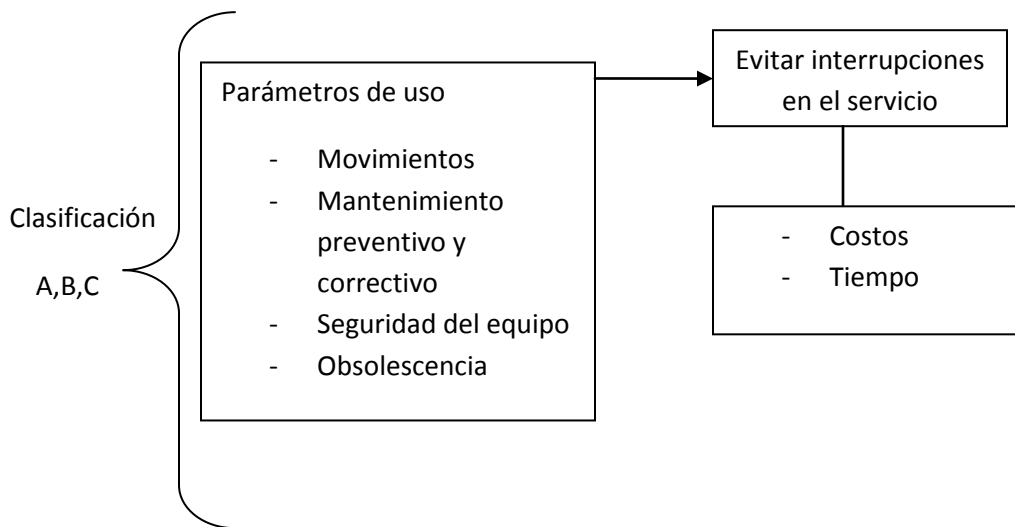 Clasificación
A,B,C
Parámetros de uso
- Movimientos
- Mantenimiento
preventivo y
correctivo
- Seguridad del equipo
- Obsolescencia
Evitar interrupciones
en el servicio
- Costos
- Tiempo